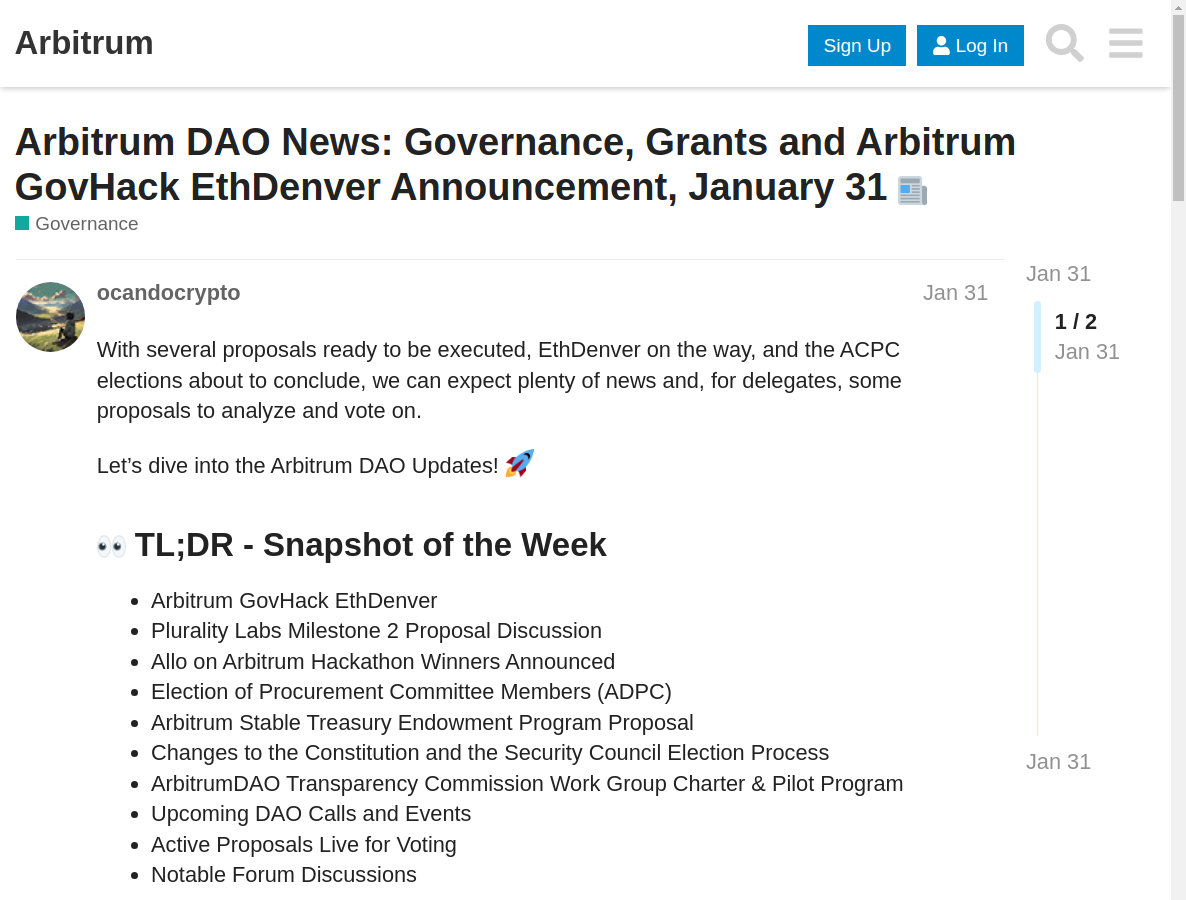 Arbitrum
Sign Up
Log In
Arbitrum DAO News: Governance, Grants and Arbitrum
GovHack EthDenver Announcement, January 31
Governance
ocandocrypto
Jan 31
With several proposals ready to be executed, EthDenver on the way, and the ACPC
elections about to conclude, we can expect plenty of news and, for delegates, some
proposals to analyze and vote on.
Let’s dive into the Arbitrum DAO Updates! 🚀
👀 TL;DR - Snapshot of the Week
• Arbitrum GovHack EthDenver
• Plurality Labs Milestone 2 Proposal Discussion
• Allo on Arbitrum Hackathon Winners Announced
• Election of Procurement Committee Members (ADPC)
• Arbitrum Stable Treasury Endowment Program Proposal
• Changes to the Constitution and the Security Council Election Process
• ArbitrumDAO Transparency Commission Work Group Charter & Pilot Program
• Upcoming DAO Calls and Events
• Active Proposals Live for Voting
• Notable Forum Discussions
Jan 31
1 / 2
Jan 31
Jan 31